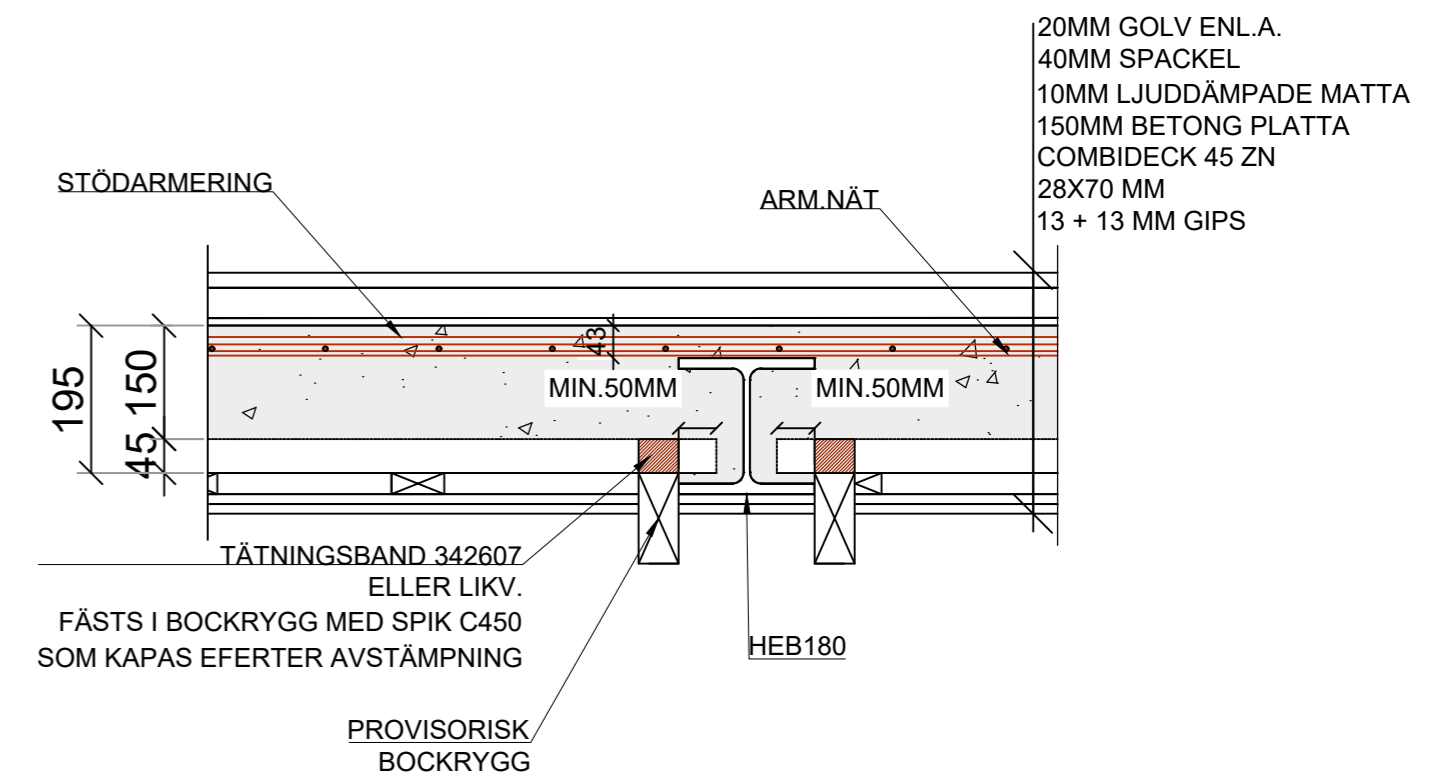 20MM GOLV ENL.A.
40MM SPACKEL
10MM LJUDDÄMPADE MATTA
150MM BETONG PLATTA
COMBIDECK 45 ZN
28X70 MM
13 + 13 MM GIPS
STÖDARMERING
ARM.NÄT
43
MIN.50MM
MIN.50MM
195
150
45
TÄTNINGSBAND 342607
ELLER LIKV.
FÄSTS I BOCKRYGG MED SPIK C450
SOM KAPAS EFERTER AVSTÄMPNING
HEB180
PROVISORISK
BOCKRYGG